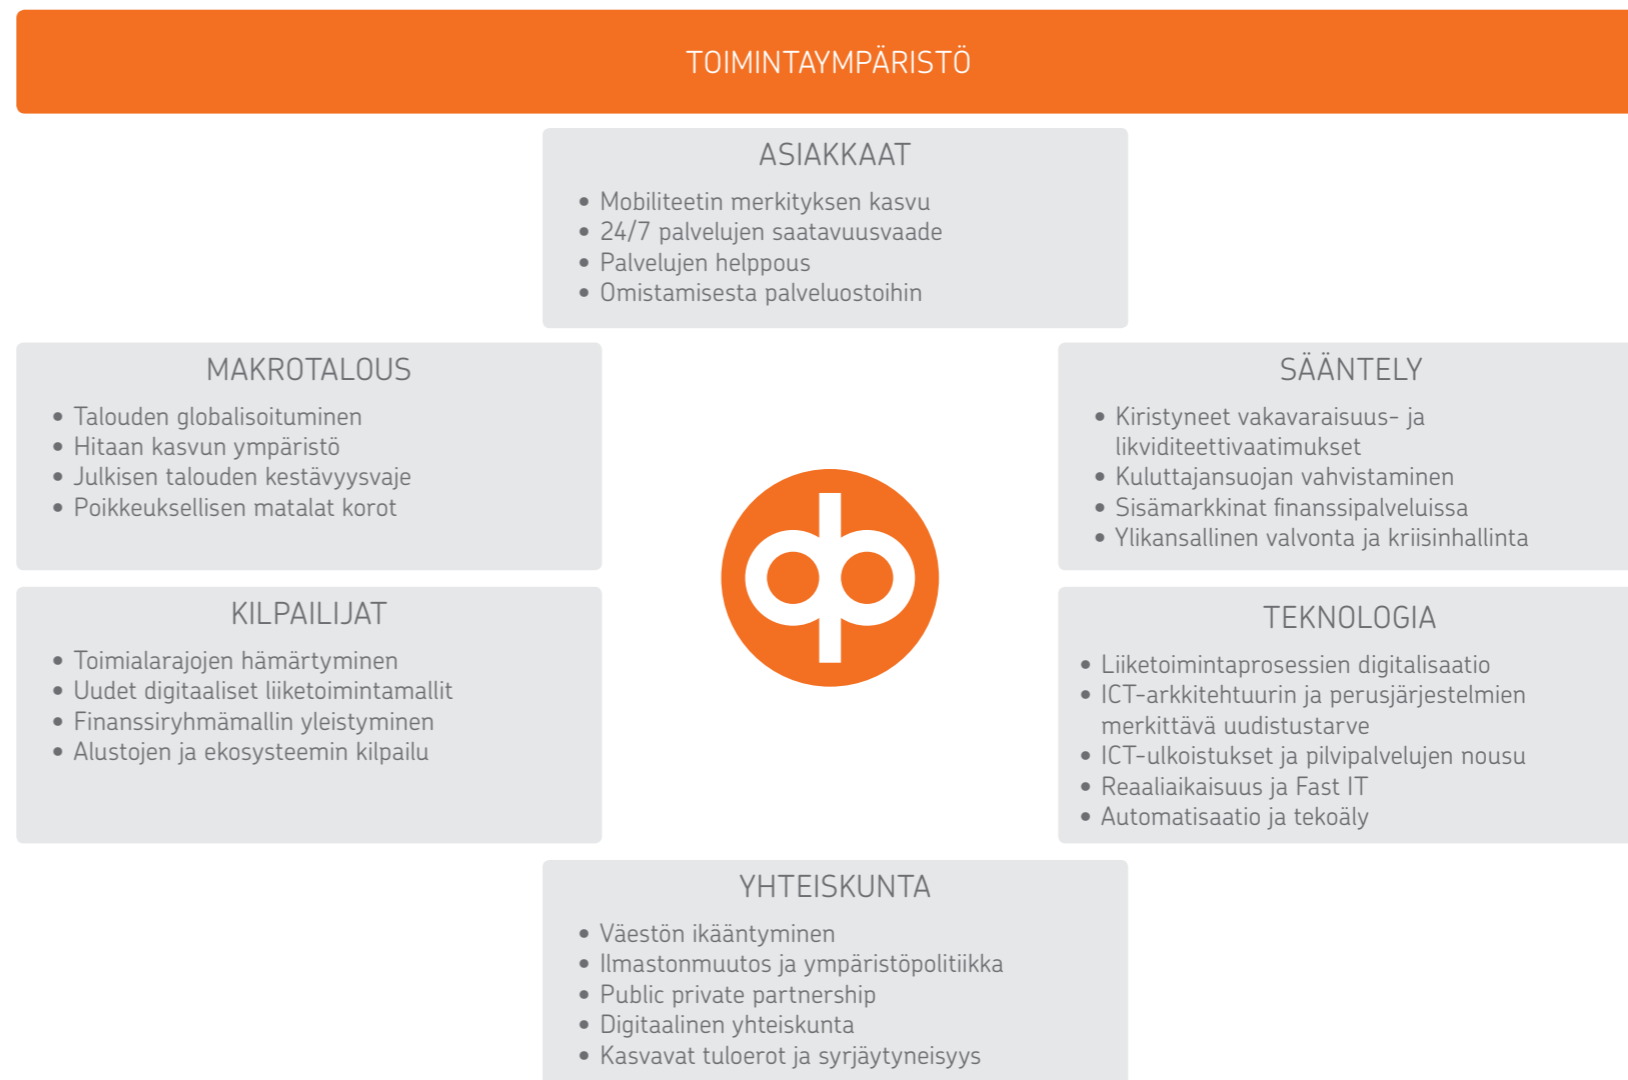 TOIMINTAYMPÄRISTÖ
ASIAKKAAT
• Mobiliteetin merkityksen kasvu
• 24/7 palvelujen saatavuusvaade
• Palvelujen helppous
• Omistamisesta palveluostoihin
MAKROTALOUS
• Talouden globalisoituminen
• Hitaan kasvun ympäristö
• Julkisen talouden kestävyysvaje
• Poikkeuksellisen matalat korot
SÄÄNTELY
• Kiristyneet vakavaraisuus- ja
likviditeettivaatimukset
• Kuluttajansuojan vahvistaminen
• Sisämarkkinat finanssipalveluissa
• Ylikansallinen valvonta ja kriisinhallinta
KILPAILIJAT
• Toimialarajojen hämärtyminen
• Uudet digitaaliset liiketoimintamallit
• Finanssiryhmämallin yleistyminen
• Alustojen ja ekosysteemin kilpailu
TEKNOLOGIA
• Liiketoimintaprosessien digitalisaatio
• ICT-arkkitehtuurin ja perusjärjestelmien
merkittävä uudistustarve
• ICT-ulkoistukset ja pilvipalvelujen nousu
• Reaaliaikaisuus ja Fast IT
• Automatisaatio ja tekoäly
YHTEISKUNTA
• Väestön ikääntyminen
• Ilmastonmuutos ja ympäristöpolitiikka
• Public private partnership
• Digitaalinen yhteiskunta
• Kasvavat tuloerot ja syrjäytyneisyys